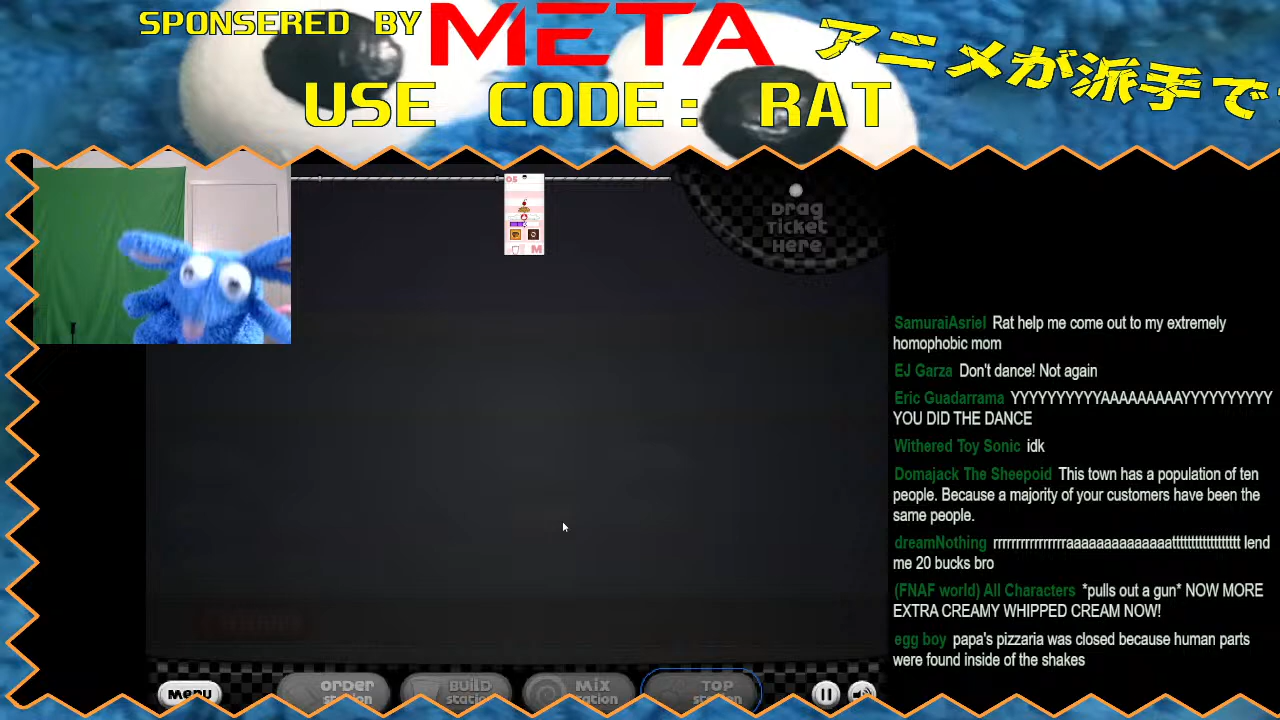 SPONSERED BY META
USE CODE: RAT
アニメが派手で
05
M
Drag
Ticket
Here
SamuraiAsriel Rat help me come out to my extremely
homophobic mom
EJ Garza Don't dance! Not again
Eric Guadarrama YYYYYYYYYYAAAAAAAAAYYYYYYYYYY
YOU DID THE DANCE
Withered Toy Sonic idk
Domajack The Sheepoid This town has a population of ten
people. Because a majority of your customers have been the
same people.
dreamNothing rrrrrrrrrrrrrrrraaaaaaaaaaaaaaatttttttttttttttttt lend
me 20 bucks bro
(FNAF world) All Characters *pulls out a gun* NOW MORE
EXTRA CREAMY WHIPPED CREAM NOW!
egg boy papa's pizzaria was closed because human parts
were found inside of the shakes
Menu
ORDER
station
BUILD
station
MIX
station
TOP
station